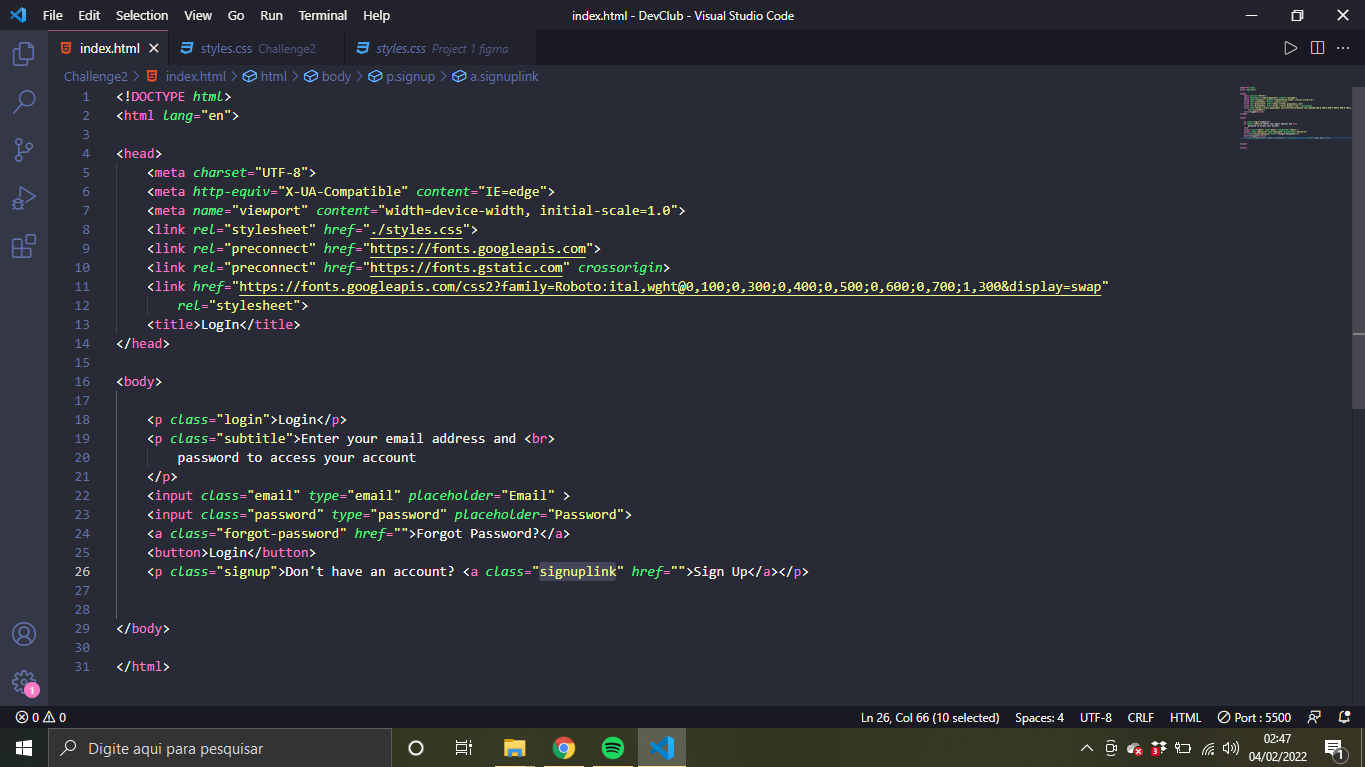 File Edit Selection View Go Run Terminal Help index.html - DevClub - Visual Studio Code
index.html styles.css Challenge2 styles.css Project 1 figma
Challenge2 > index.html > html > body > p.signup > a.signuplink
1 <!DOCTYPE html>
2 <html lang="en">
3
4 <head>
5 <meta charset="UTF-8">
6 <meta http-equiv="X-UA-Compatible" content="IE=edge">
7 <meta name="viewport" content="width=device-width, initial-scale=1.0">
8 <link rel="stylesheet" href="./styles.css">
9 <link rel="preconnect" href="https://fonts.googleapis.com">
10 <link rel="preconnect" href="https://fonts.gstatic.com" crossorigin>
11 <link href="https://fonts.googleapis.com/css2?family=Roboto:ital,wght@0,100;0,300;0,400;0,500;0,600;0,700;1,300&display=swap"
12 rel="stylesheet">
13 <title>LogIn</title>
14 </head>
15
16 <body>
17
18 <p class="login">Login</p>
19 <p class="subtitle">Enter your email address and <br>
20 password to access your account
21 </p>
22 <input class="email" type="email" placeholder="Email" >
23 <input class="password" type="password" placeholder="Password">
24 <a class="forgot-password" href="">Forgot Password?</a>
25 <button>Login</button>
26 <p class="signup">Don't have an account? <a class="signuplink" href="">Sign Up</a></p>
27
28
29 </body>
30
31 </html>
1
0 0 Ln 26, Col 66 (10 selected) Spaces: 4 UTF-8 CRLF HTML Port : 5500
Digite aqui para pesquisar
02:47
04/02/2022
1